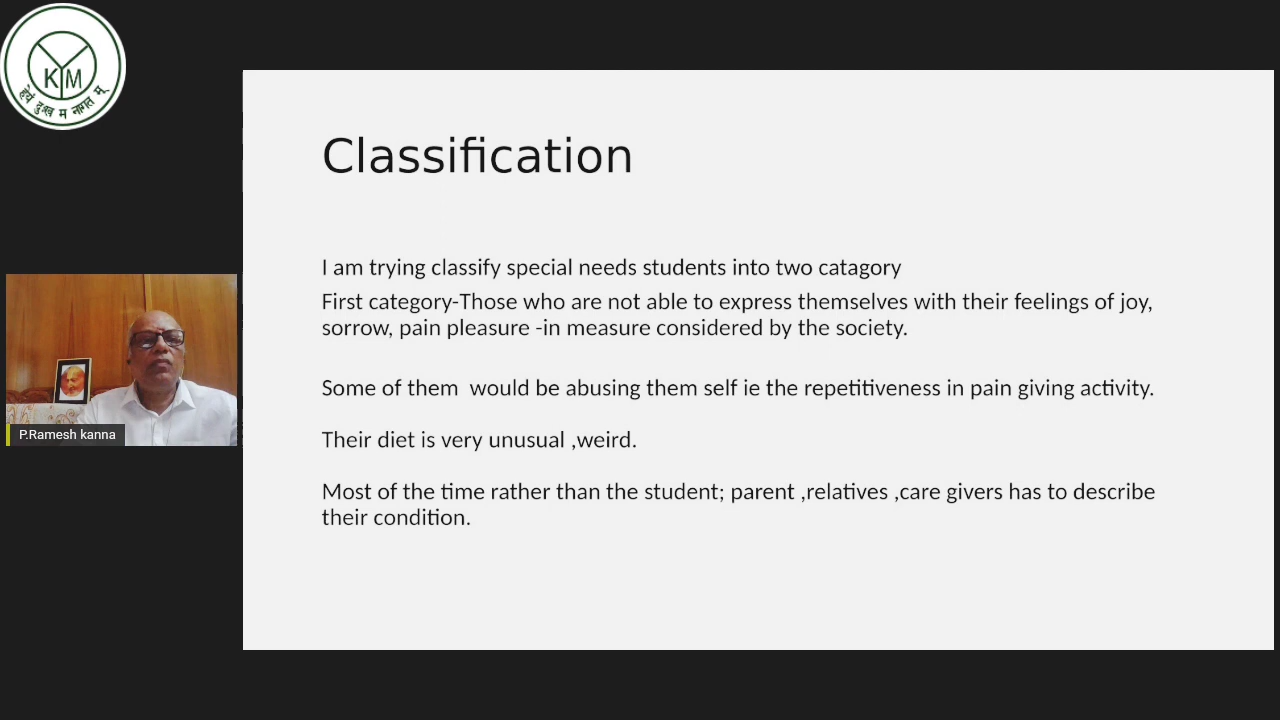 KYM
हेयं दुःख म नागत म्
Classification
I am trying classify special needs students into two catagory
First category-Those who are not able to express themselves with their feelings of joy,
sorrow, pain pleasure -in measure considered by the society.
Some of them  would be abusing them self ie the repetitiveness in pain giving activity.
Their diet is very unusual ,weird.
Most of the time rather than the student; parent ,relatives ,care givers has to describe
their condition.
P.Ramesh kanna